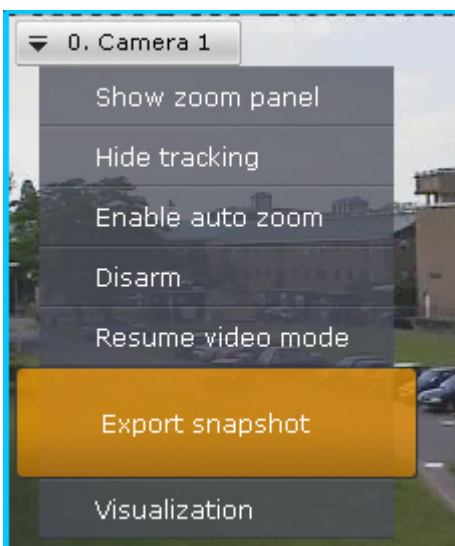 0. Camera 1
Show zoom panel
Hide tracking
Enable auto zoom
Disarm
Resume video mode
Export snapshot
Visualization